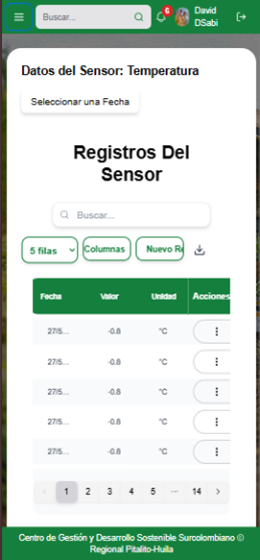 Buscar...
6
David
DSabi
Datos del Sensor: Temperatura
Seleccionar una Fecha
Registros Del
Sensor
Buscar...
5 filas Columnas Nuevo Re
Fecha Valor Unidad Acciones
27/5... -0.8 °C
27/5... -0.8 °C
27/5... -0.8 °C
27/5... -0.8 °C
27/5... -0.8 °C
1 2 3 4 5 ... 14
Centro de Gestión y Desarrollo Sostenible Surcolombiano ©
Regional Pitalito-Huila